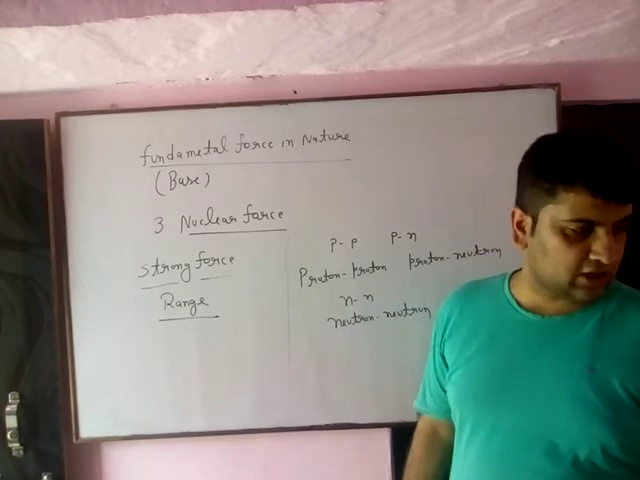 fundametal force in Nature
(Base)
3 Nuclear force
strong force
Range
p-p p-n
Proton-proton proton-neutron
n-n
neutron-neutron